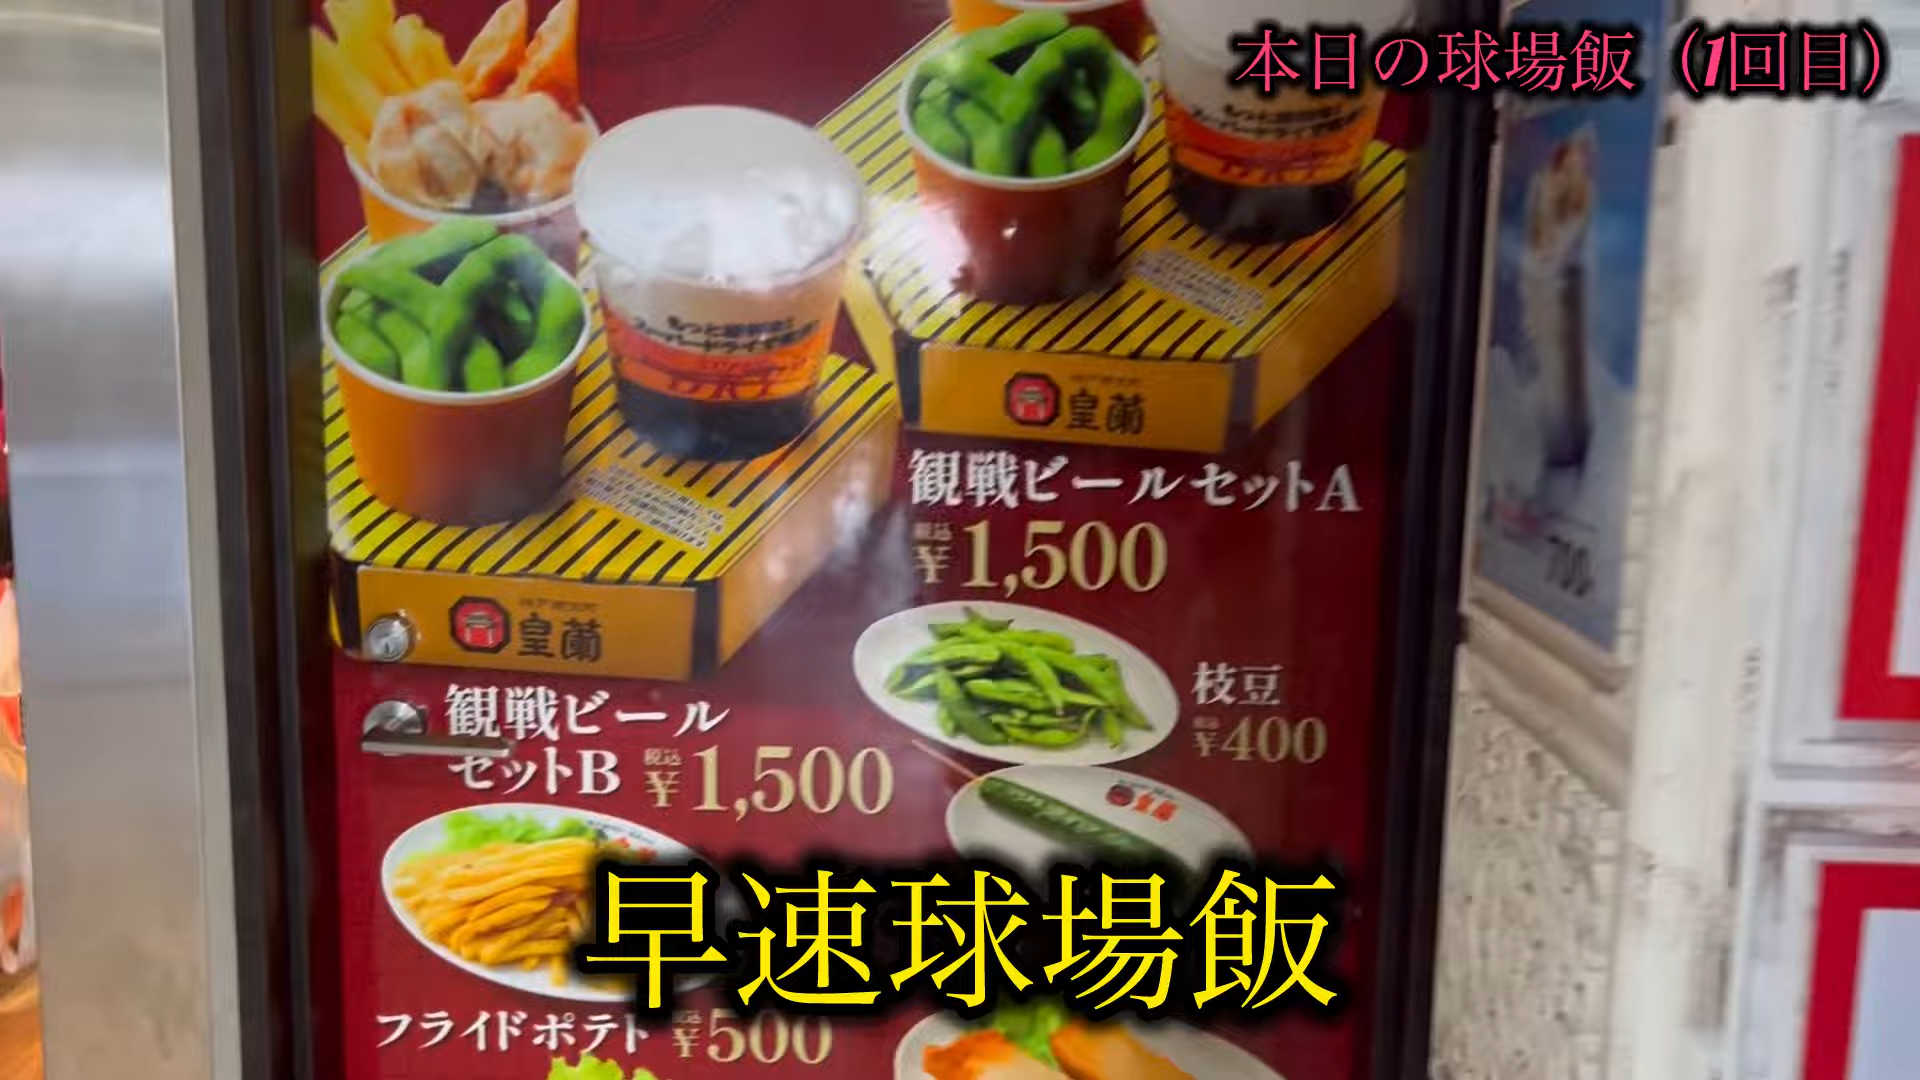 本日の球場飯（1回目）
皇蘭
観戦ビールセットA
税込
¥1,500
皇蘭
観戦ビール
セットB 税込 ¥1,500
枝豆
¥400
フライドポテト ¥500
700
早速球場飯